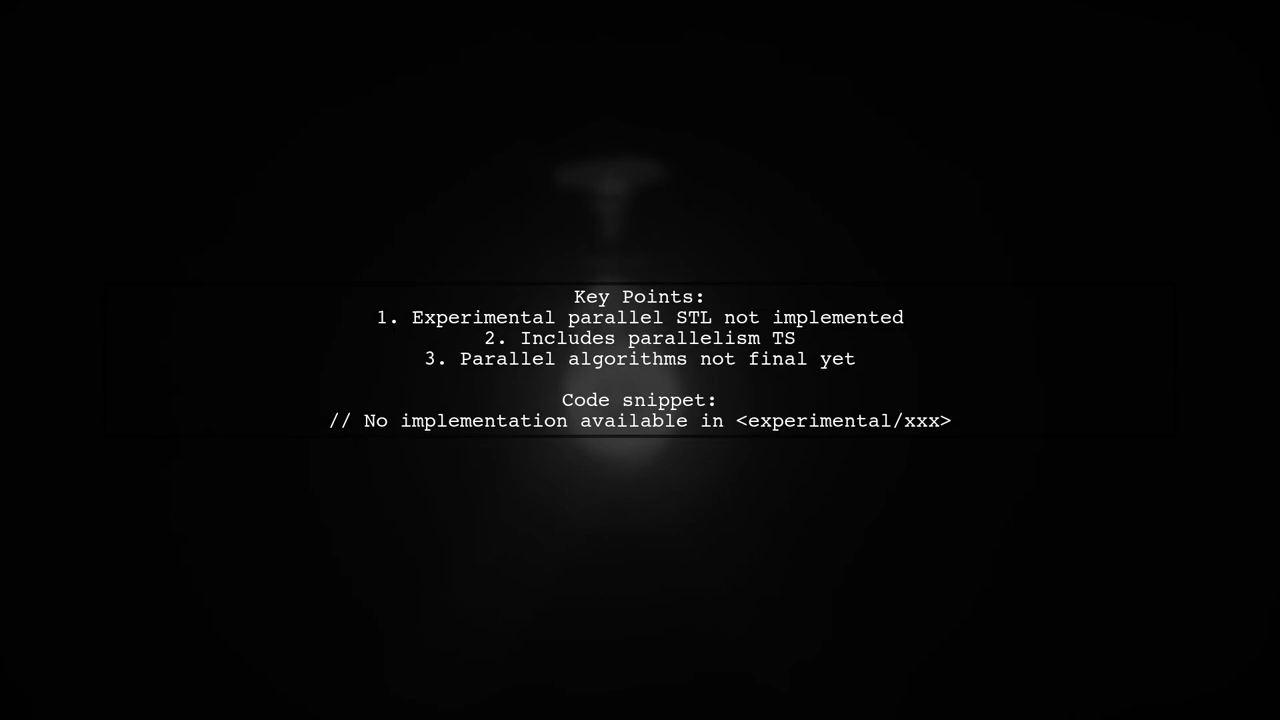 Key Points:
1. Experimental parallel STL not implemented
2. Includes parallelism TS
3. Parallel algorithms not final yet
Code snippet:
// No implementation available in <experimental/xxx>